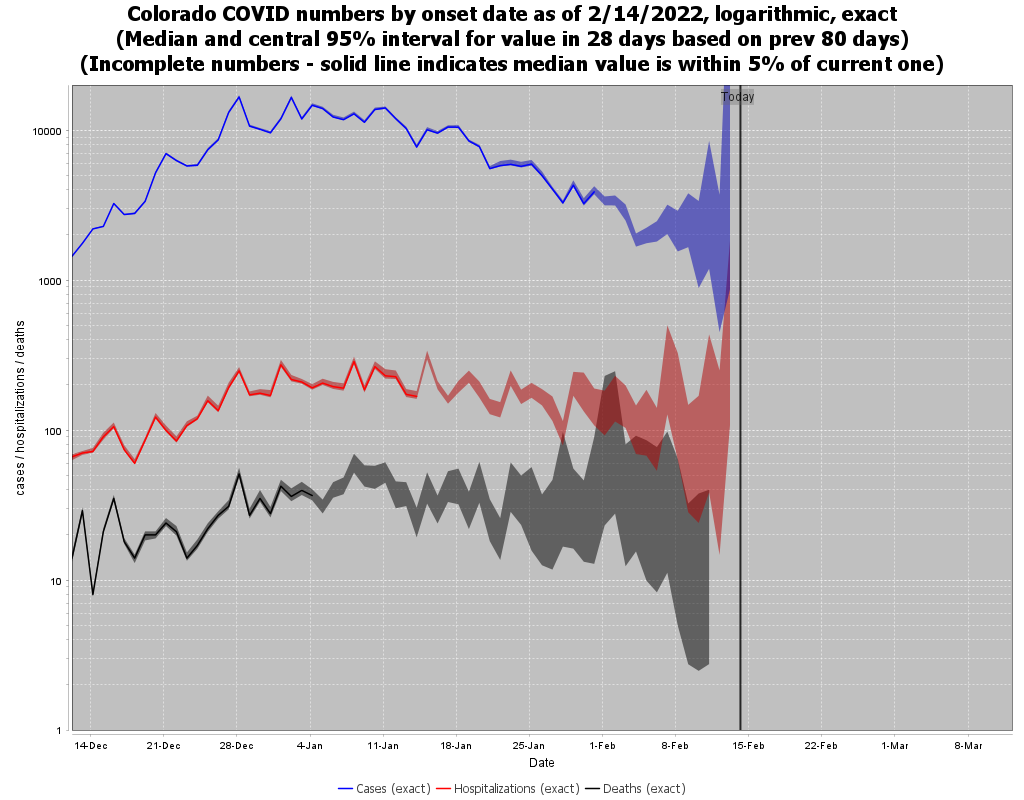 Colorado COVID numbers by onset date as of 2/14/2022, logarithmic, exact
(Median and central 95% interval for value in 28 days based on prev 80 days)
(Incomplete numbers - solid line indicates median value is within 5% of current one)
Today
cases / hospitalizations / deaths
10000
1000
100
10
1
14-Dec 21-Dec 28-Dec 4-Jan 11-Jan 18-Jan 25-Jan 1-Feb 8-Feb 15-Feb 22-Feb 1-Mar 8-Mar
Date
Cases (exact) Hospitalizations (exact) Deaths (exact)